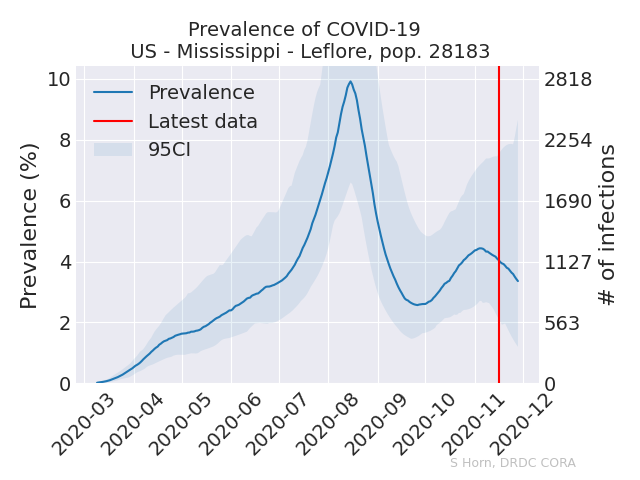 Prevalence of COVID-19
US - Mississippi - Leflore, pop. 28183
Prevalence
Latest data
95CI
Prevalence (%)
10
8
6
4
2
0
2818
2254
1690
1127
563
0
# of infections
2020-03
2020-04
2020-05
2020-06
2020-07
2020-08
2020-09
2020-10
2020-11
2020-12
S Horn, DRDC CORA